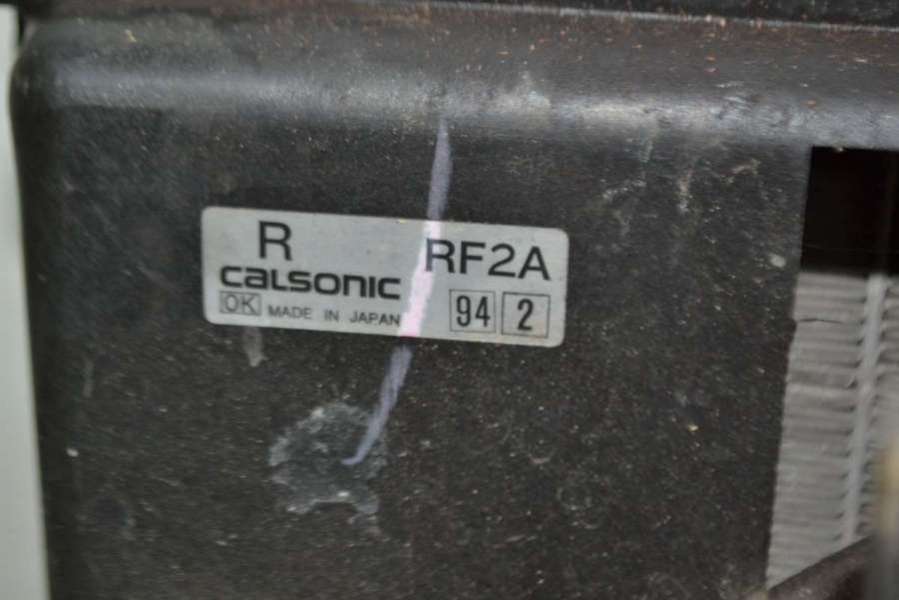 R RF2A
calsonic
OK MADE IN JAPAN 94 2